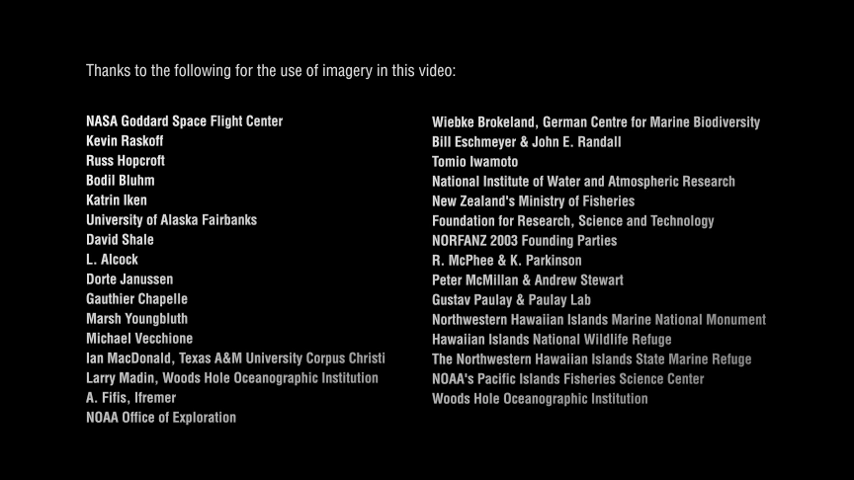 Thanks to the following for the use of imagery in this video:
NASA Goddard Space Flight Center
Kevin Raskoff
Russ Hopcroft
Bodil Bluhm
Katrin Iken
University of Alaska Fairbanks
David Shale
L. Alcock
Dorte Janussen
Gauthier Chapelle
Marsh Youngbluth
Michael Vecchione
Ian MacDonald, Texas A&M University Corpus Christi
Larry Madin, Woods Hole Oceanographic Institution
A. Fifis, Ifremer
NOAA Office of Exploration
Wiebke Brokeland, German Centre for Marine Biodiversity
Bill Eschmeyer & John E. Randall
Tomio Iwamoto
National Institute of Water and Atmospheric Research
New Zealand's Ministry of Fisheries
Foundation for Research, Science and Technology
NORFANZ 2003 Founding Parties
R. McPhee & K. Parkinson
Peter McMillan & Andrew Stewart
Gustav Paulay & Paulay Lab
Northwestern Hawaiian Islands Marine National Monument
Hawaiian Islands National Wildlife Refuge
The Northwestern Hawaiian Islands State Marine Refuge
NOAA's Pacific Islands Fisheries Science Center
Woods Hole Oceanographic Institution